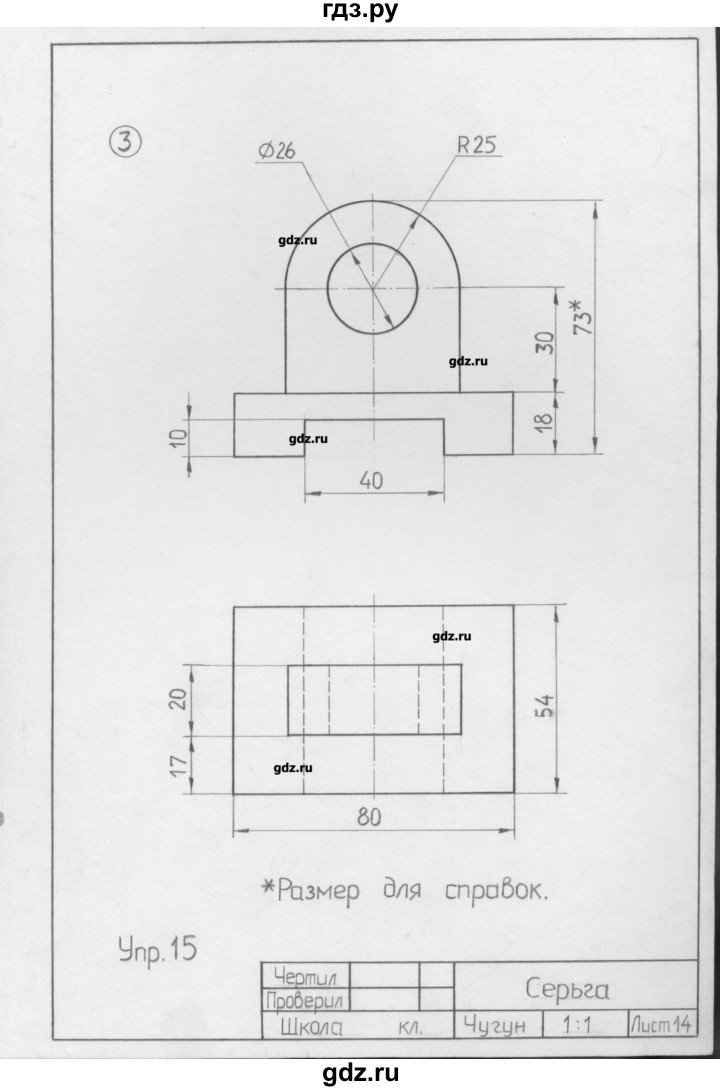 гдз.ру
3
Ø26
R25
gdz.ru
73*
30
gdz.ru
18
10
gdz.ru
40
gdz.ru
20
54
17
gdz.ru
80
*Размер для справок.
Упр.15
Чертил
Проверил
Серьга
Школа кл.
Чугун
1:1
Лист 14
gdz.ru